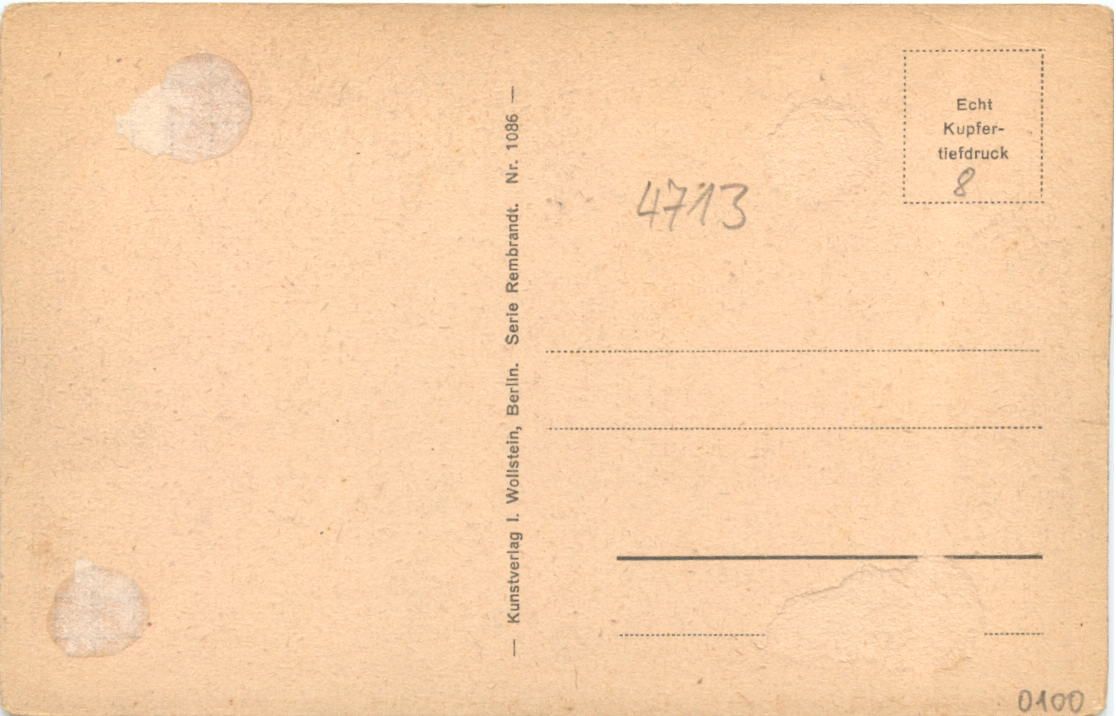 — Kunstverlag I. Wollstein, Berlin. Serie Rembrandt. Nr. 1086 —
Echt
Kupfer-
tiefdruck
8
4713
0100